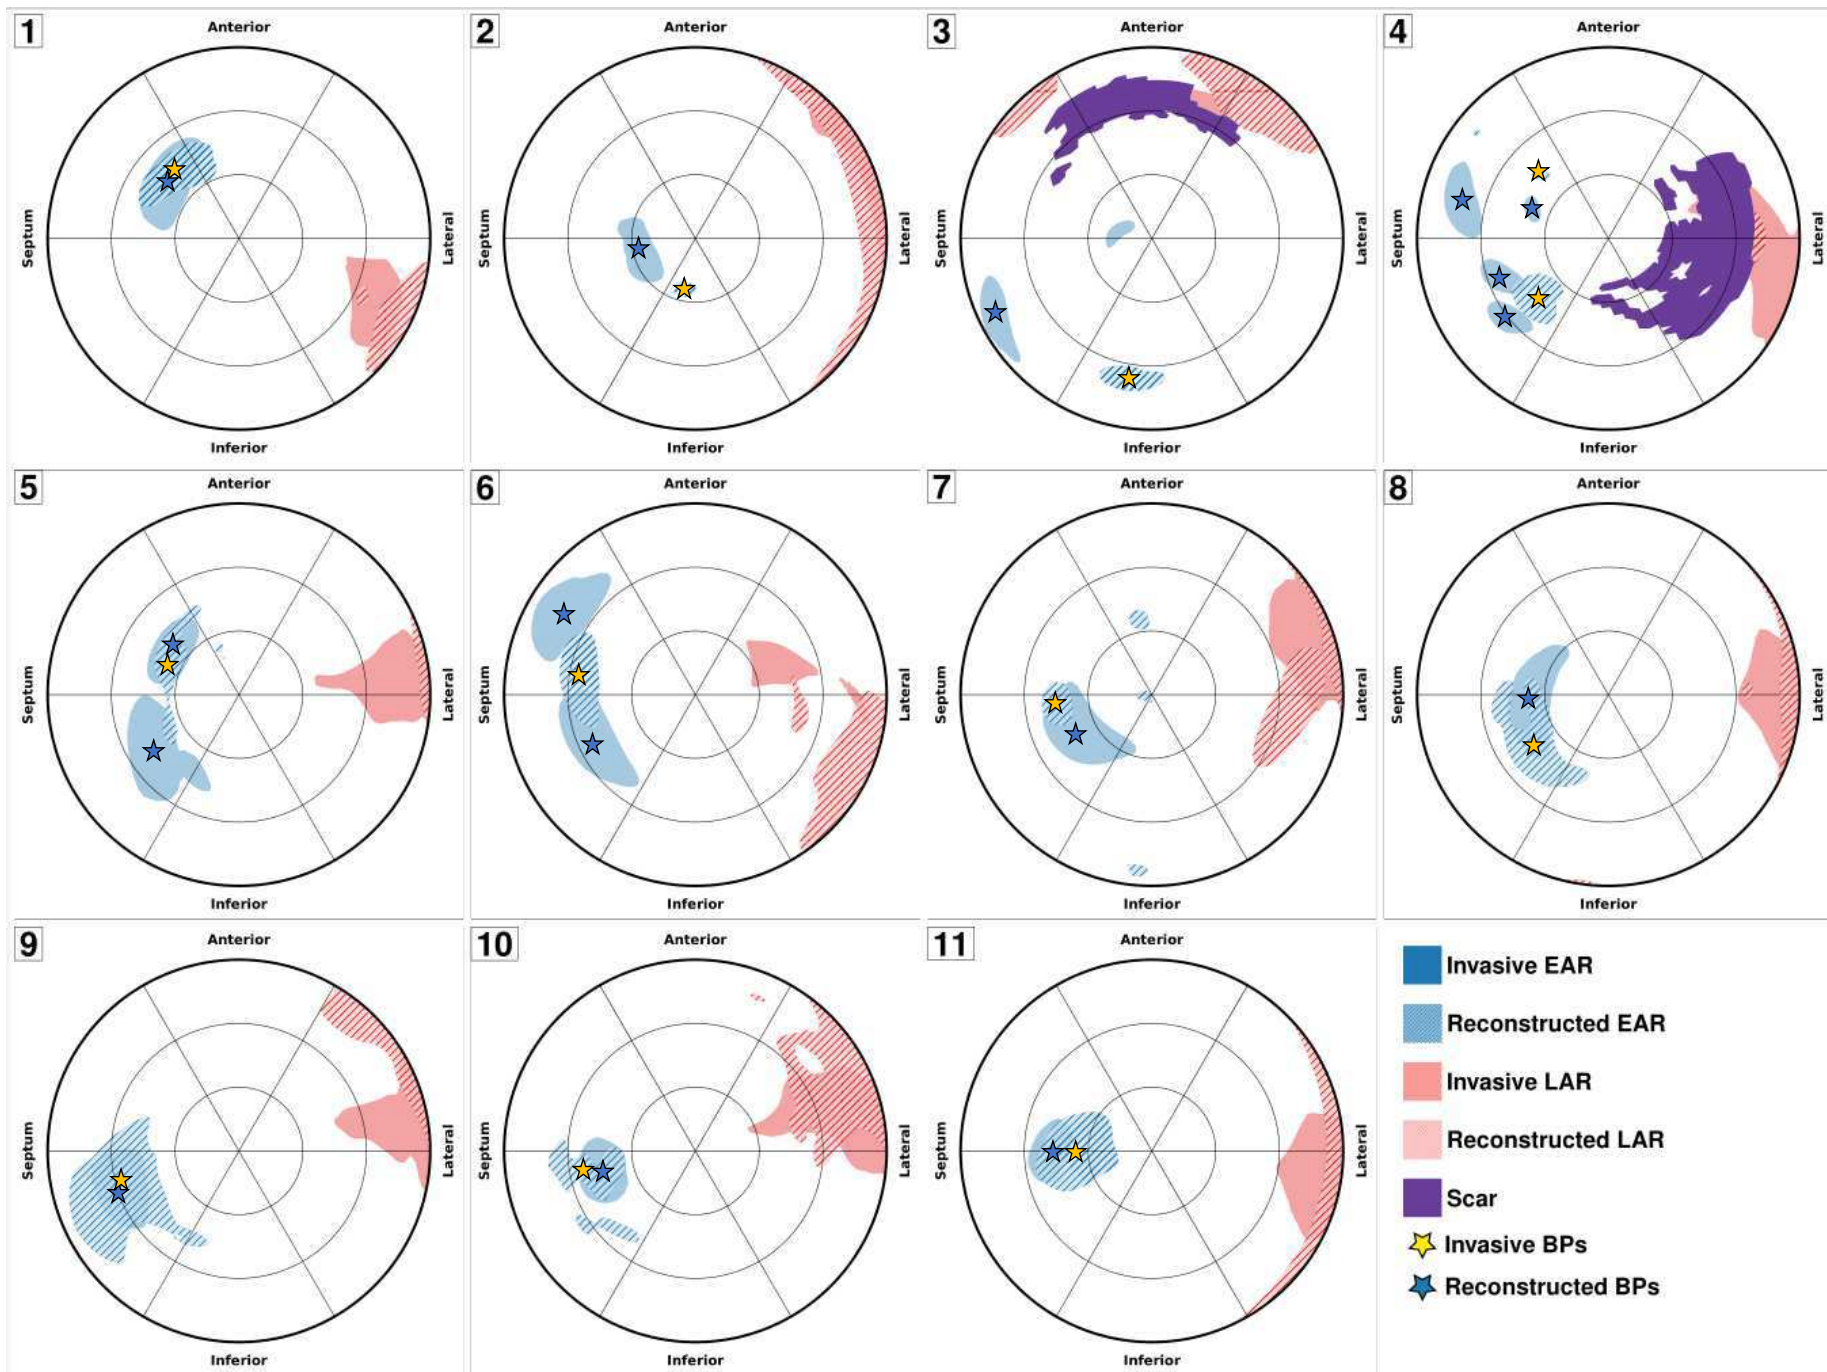 1
Anterior
Septum
Lateral
Inferior
2
Anterior
Septum
Lateral
Inferior
3
Anterior
Septum
Lateral
Inferior
4
Anterior
Septum
Lateral
Inferior
5
Anterior
Septum
Lateral
Inferior
6
Anterior
Septum
Lateral
Inferior
7
Anterior
Septum
Lateral
Inferior
8
Anterior
Septum
Lateral
Inferior
9
Anterior
Septum
Lateral
Inferior
10
Anterior
Septum
Lateral
Inferior
11
Anterior
Septum
Lateral
Inferior
Invasive EAR
Reconstructed EAR
Invasive LAR
Reconstructed LAR
Scar
Invasive BPs
Reconstructed BPs